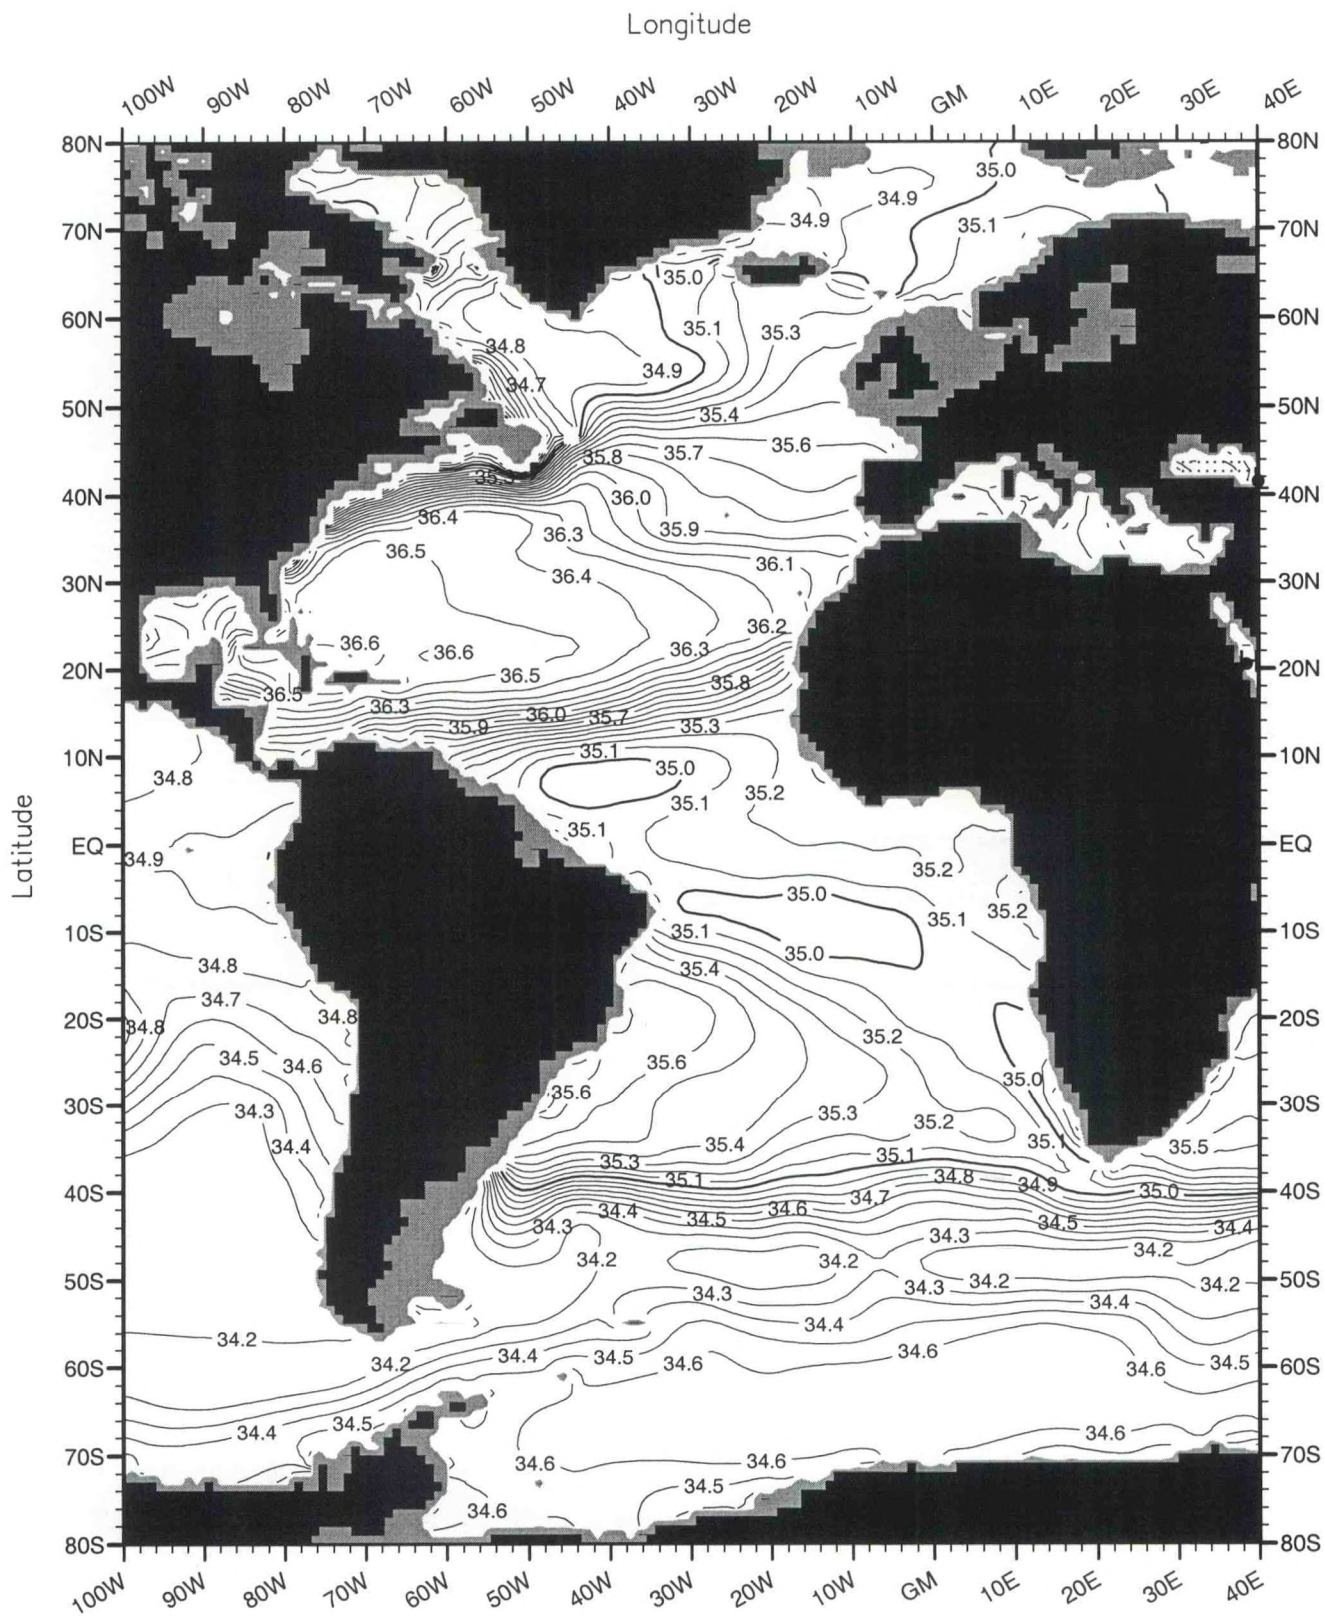 Longitude
100W 90W 80W 70W 60W 50W 40W 30W 20W 10W GM 10E 20E 30E 40E
80N 80N
35.0
34.9
34.9
70N 35.1 70N
35.0
60N 35.1 35.3 60N
34.8
34.9
34.7
50N 35.4 50N
35.8 35.7 35.6
35.3
40N 36.0 40N
36.4 36.3 35.9
36.5 36.1
30N 36.4 30N
36.2
36.6 36.6 36.3
20N 36.5 35.8 20N
36.5
36.3 36.0 35.7
35.9 35.3
10N 35.1 10N
34.8 35.0
35.1 35.2
35.1
EQ EQ
34.9 35.2
35.0
35.1 35.2
10S 35.1 10S
35.0
34.8 35.4
34.7
20S 34.8 34.8 20S
35.2
34.5 34.6 35.6
35.0
35.6
30S 34.3 35.3 30S
35.2
34.4 35.4 35.1 35.5
35.3 35.1
35.1 34.8 34.9 35.0
40S 34.7 40S
34.4 34.6
34.3 34.5 34.5 34.4
34.3
34.2 34.2 34.2
50S 34.2 34.2 50S
34.3 34.3
34.4
34.2 34.4
34.2 34.4 34.5 34.6 34.6 34.6 34.5
60S 60S
34.4 34.5 34.6
70S 34.6 34.6 70S
34.5
34.6
80S 80S
100W 90W 80W 70W 60W 50W 40W 30W 20W 10W GM 10E 20E 30E 40E
Latitude